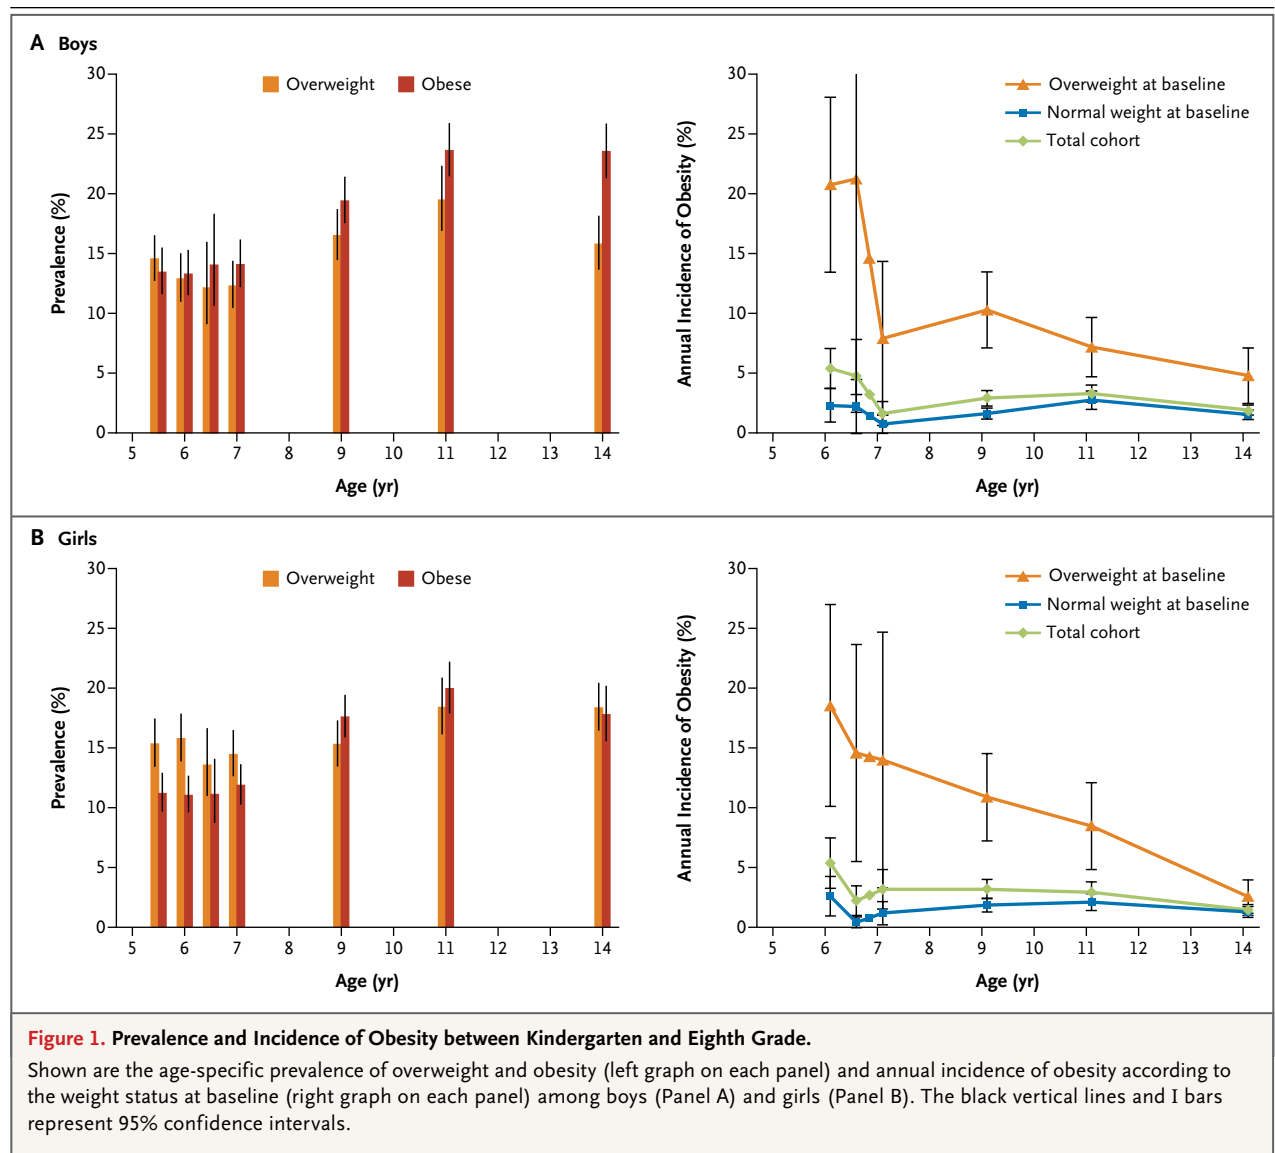 A Boys
Overweight
Obese
30
25
20
15
10
5
0
Prevalence (%)
5 6 7 8 9 10 11 12 13 14
Age (yr)
Overweight at baseline
Normal weight at baseline
Total cohort
30
25
20
15
10
5
0
Annual Incidence of Obesity (%)
5 6 7 8 9 10 11 12 13 14
Age (yr)
B Girls
Overweight
Obese
30
25
20
15
10
5
0
Prevalence (%)
5 6 7 8 9 10 11 12 13 14
Age (yr)
Overweight at baseline
Normal weight at baseline
Total cohort
30
25
20
15
10
5
0
Annual Incidence of Obesity (%)
5 6 7 8 9 10 11 12 13 14
Age (yr)
Figure 1. Prevalence and Incidence of Obesity between Kindergarten and Eighth Grade.
Shown are the age-specific prevalence of overweight and obesity (left graph on each panel) and annual incidence of obesity according to
the weight status at baseline (right graph on each panel) among boys (Panel A) and girls (Panel B). The black vertical lines and I bars
represent 95% confidence intervals.